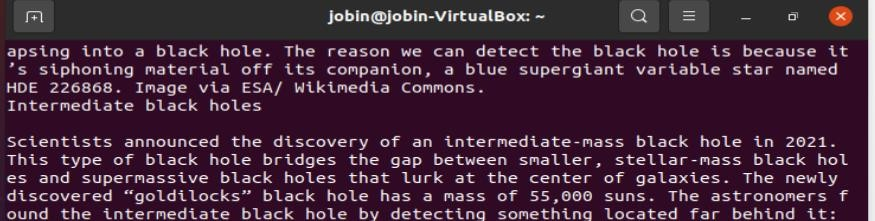 jobin@jobin-VirtualBox: ~
apsing into a black hole. The reason we can detect the black hole is because it
’s siphoning material off its companion, a blue supergiant variable star named
HDE 226868. Image via ESA/ Wikimedia Commons.
Intermediate black holes
Scientists announced the discovery of an intermediate-mass black hole in 2021.
This type of black hole bridges the gap between smaller, stellar-mass black hol
es and supermassive black holes that lurk at the center of galaxies. The newly
discovered “goldilocks” black hole has a mass of 55,000 suns. The astronomers f
ound the intermediate black hole by detecting something located far behind it: